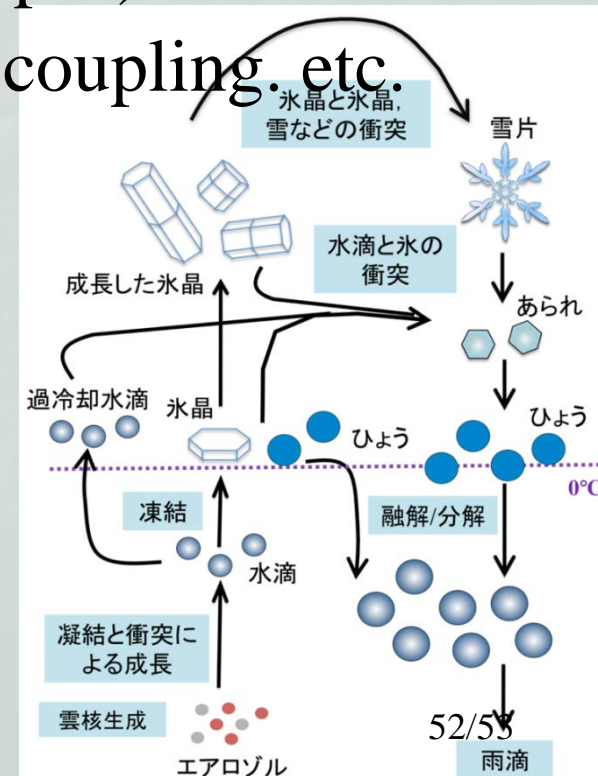 coupling. etc.
氷晶と氷晶,
雪などの衝突
雪片
水滴と氷の
衝突
成長した氷晶
あられ
過冷却水滴
氷晶
ひょう
ひょう
0℃
凍結
融解/分解
水滴
凝結と衝突に
よる成長
雲核生成
52/53
エアロゾル
雨滴